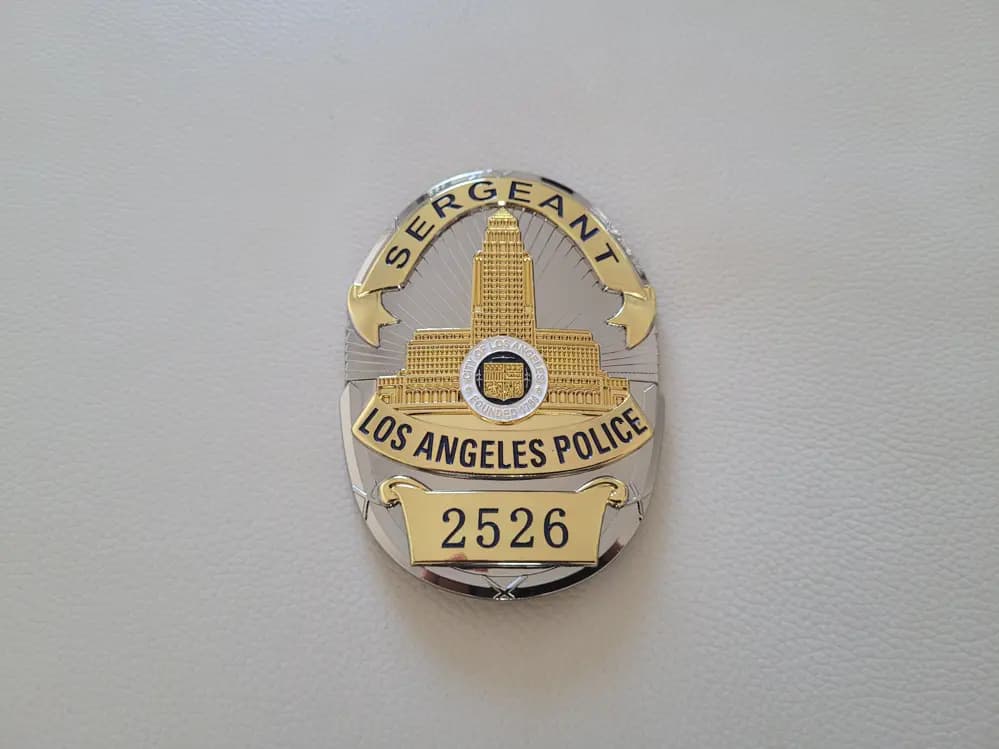 SERGEANT
CITY OF LOS ANGELES
FOUNDED 1781
LOS ANGELES POLICE
2526